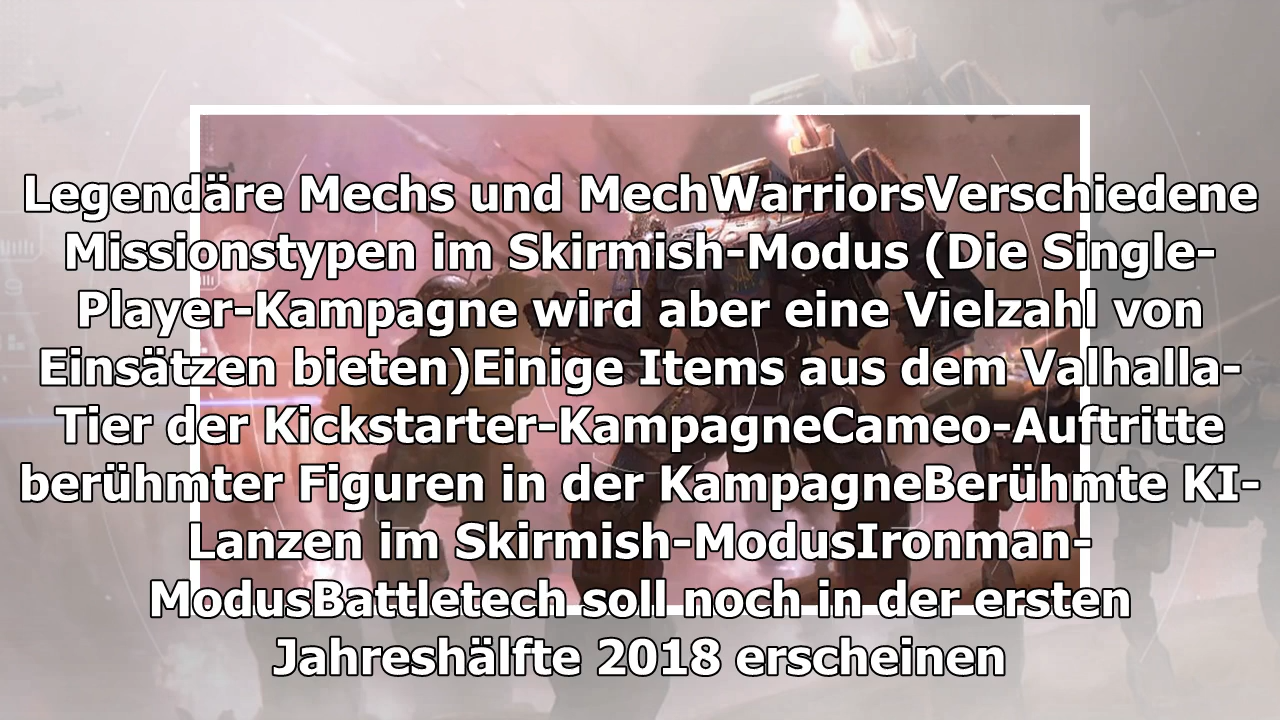 Legendäre Mechs und MechWarriorsVerschiedene
Missionstypen im Skirmish-Modus (Die Single-
Player-Kampagne wird aber eine Vielzahl von
Einsätzen bieten)Einige Items aus dem Valhalla-
Tier der Kickstarter-KampagneCameo-Auftritte
berühmter Figuren in der KampagneBerühmte KI-
Lanzen im Skirmish-ModusIronman-
ModusBattletech soll noch in der ersten
Jahreshälfte 2018 erscheinen